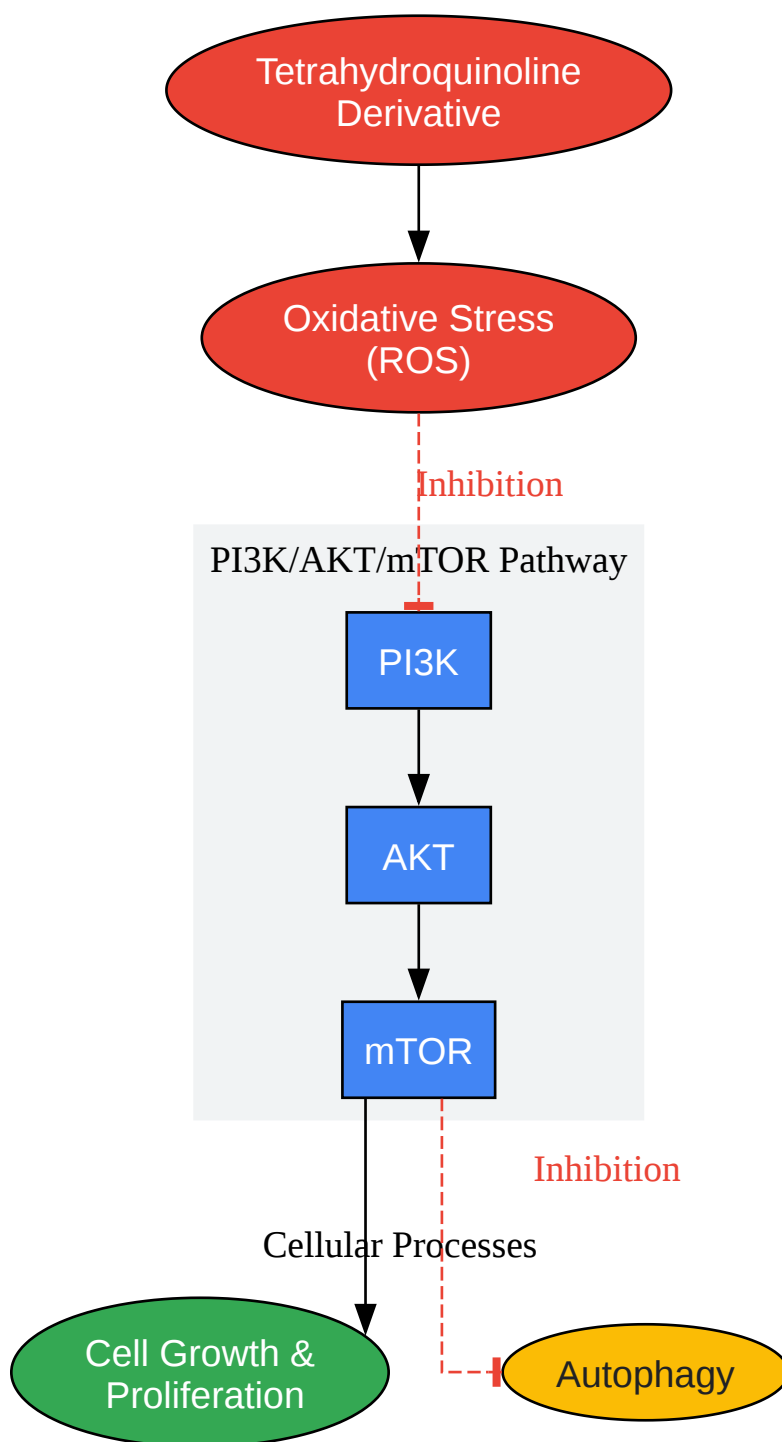 Tetrahydroquinoline
Derivative
Oxidative Stress
(ROS)
Inhibition
PI3K/AKT/mTOR Pathway
PI3K
AKT
mTOR
Inhibition
Cellular Processes
Cell Growth &
Proliferation
Autophagy